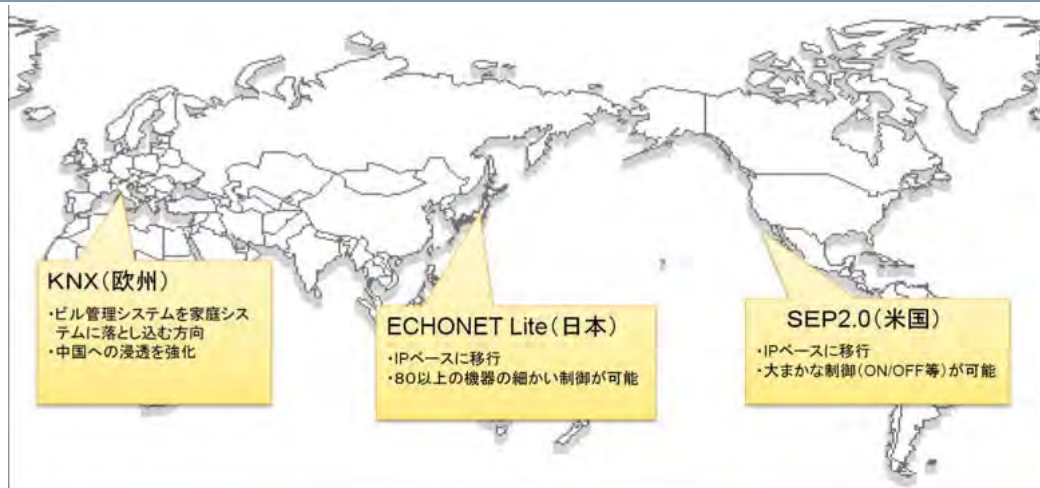 KNX(欧州)
・ビル管理システムを家庭シス
テムに落とし込む方向
・中国への浸透を強化
ECHONET Lite(日本)
・IPベースに移行
・80以上の機器の細かい制御が可能
SEP2.0(米国)
・IPベースに移行
・大まかな制御(ON/OFF等)が可能